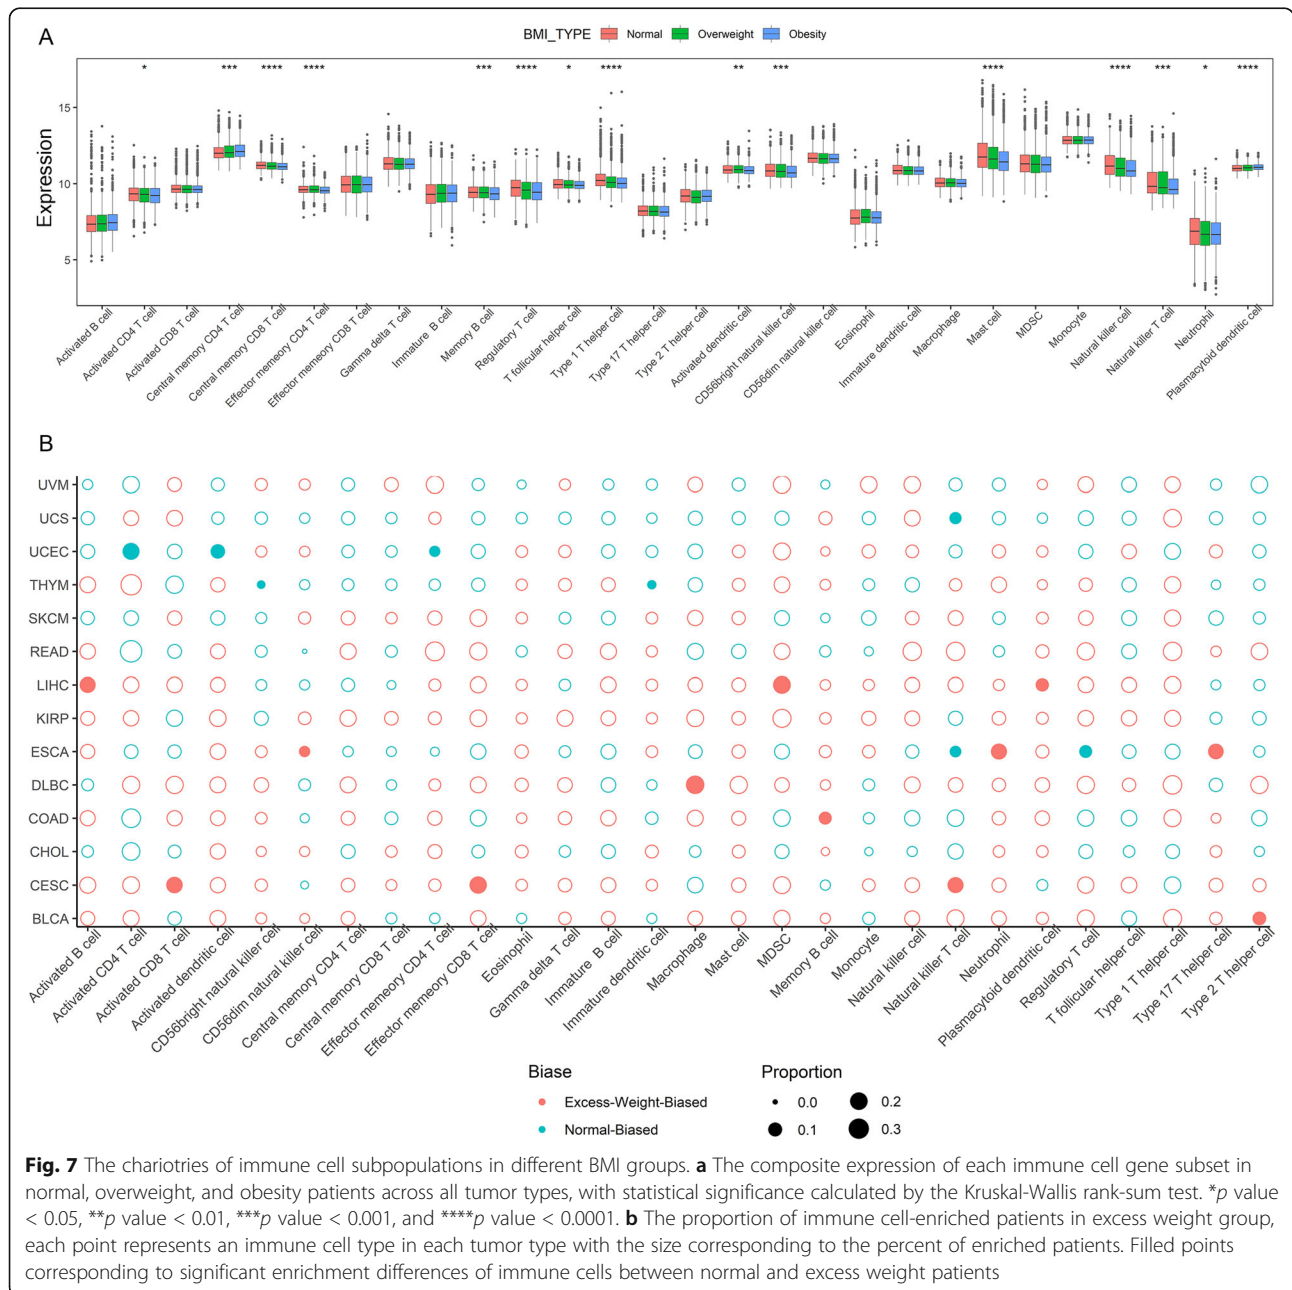 A
BMI_TYPE Normal Overweight Obesity
* *** **** **** *** **** * **** ** *** **** **** *** * ****
Expression
15
10
5
Activated B cell
Activated CD4 T cell
Activated CD8 T cell
Central memory CD4 T cell
Central memory CD8 T cell
Effector memory CD4 T cell
Effector memory CD8 T cell
Gamma delta T cell
Immature B cell
Memory B cell
Regulatory T cell
T follicular helper cell
Type 1 T helper cell
Type 17 T helper cell
Type 2 T helper cell
Activated dendritic cell
CD56bright natural killer cell
CD56dim natural killer cell
Eosinophil
Immature dendritic cell
Macrophage
Mast cell
MDSC
Monocyte
Natural killer cell
Natural killer T cell
Neutrophil
Plasmacytoid dendritic cell
B
UVM
UCS
UCEC
THYM
SKCM
READ
LIHC
KIRP
ESCA
DLBC
COAD
CHOL
CESC
BLCA
Activated B cell
Activated CD4 T cell
Activated CD8 T cell
Activated dendritic cell
CD56bright natural killer cell
CD56dim natural killer cell
Central memory CD4 T cell
Central memory CD8 T cell
Effector memory CD4 T cell
Effector memory CD8 T cell
Eosinophil
Gamma delta T cell
Immature B cell
Immature dendritic cell
Macrophage
Mast cell
MDSC
Memory B cell
Monocyte
Natural killer cell
Natural killer T cell
Neutrophil
Plasmacytoid dendritic cell
Regulatory T cell
T follicular helper cell
Type 1 T helper cell
Type 17 T helper cell
Type 2 T helper cell
Biase
Excess-Weight-Biased
Normal-Biased
Proportion
0.0 0.2
0.1 0.3
Fig. 7 The chariotries of immune cell subpopulations in different BMI groups. a The composite expression of each immune cell gene subset in
normal, overweight, and obesity patients across all tumor types, with statistical significance calculated by the Kruskal-Wallis rank-sum test. *p value
< 0.05, **p value < 0.01, ***p value < 0.001, and ****p value < 0.0001. b The proportion of immune cell-enriched patients in excess weight group,
each point represents an immune cell type in each tumor type with the size corresponding to the percent of enriched patients. Filled points
corresponding to significant enrichment differences of immune cells between normal and excess weight patients